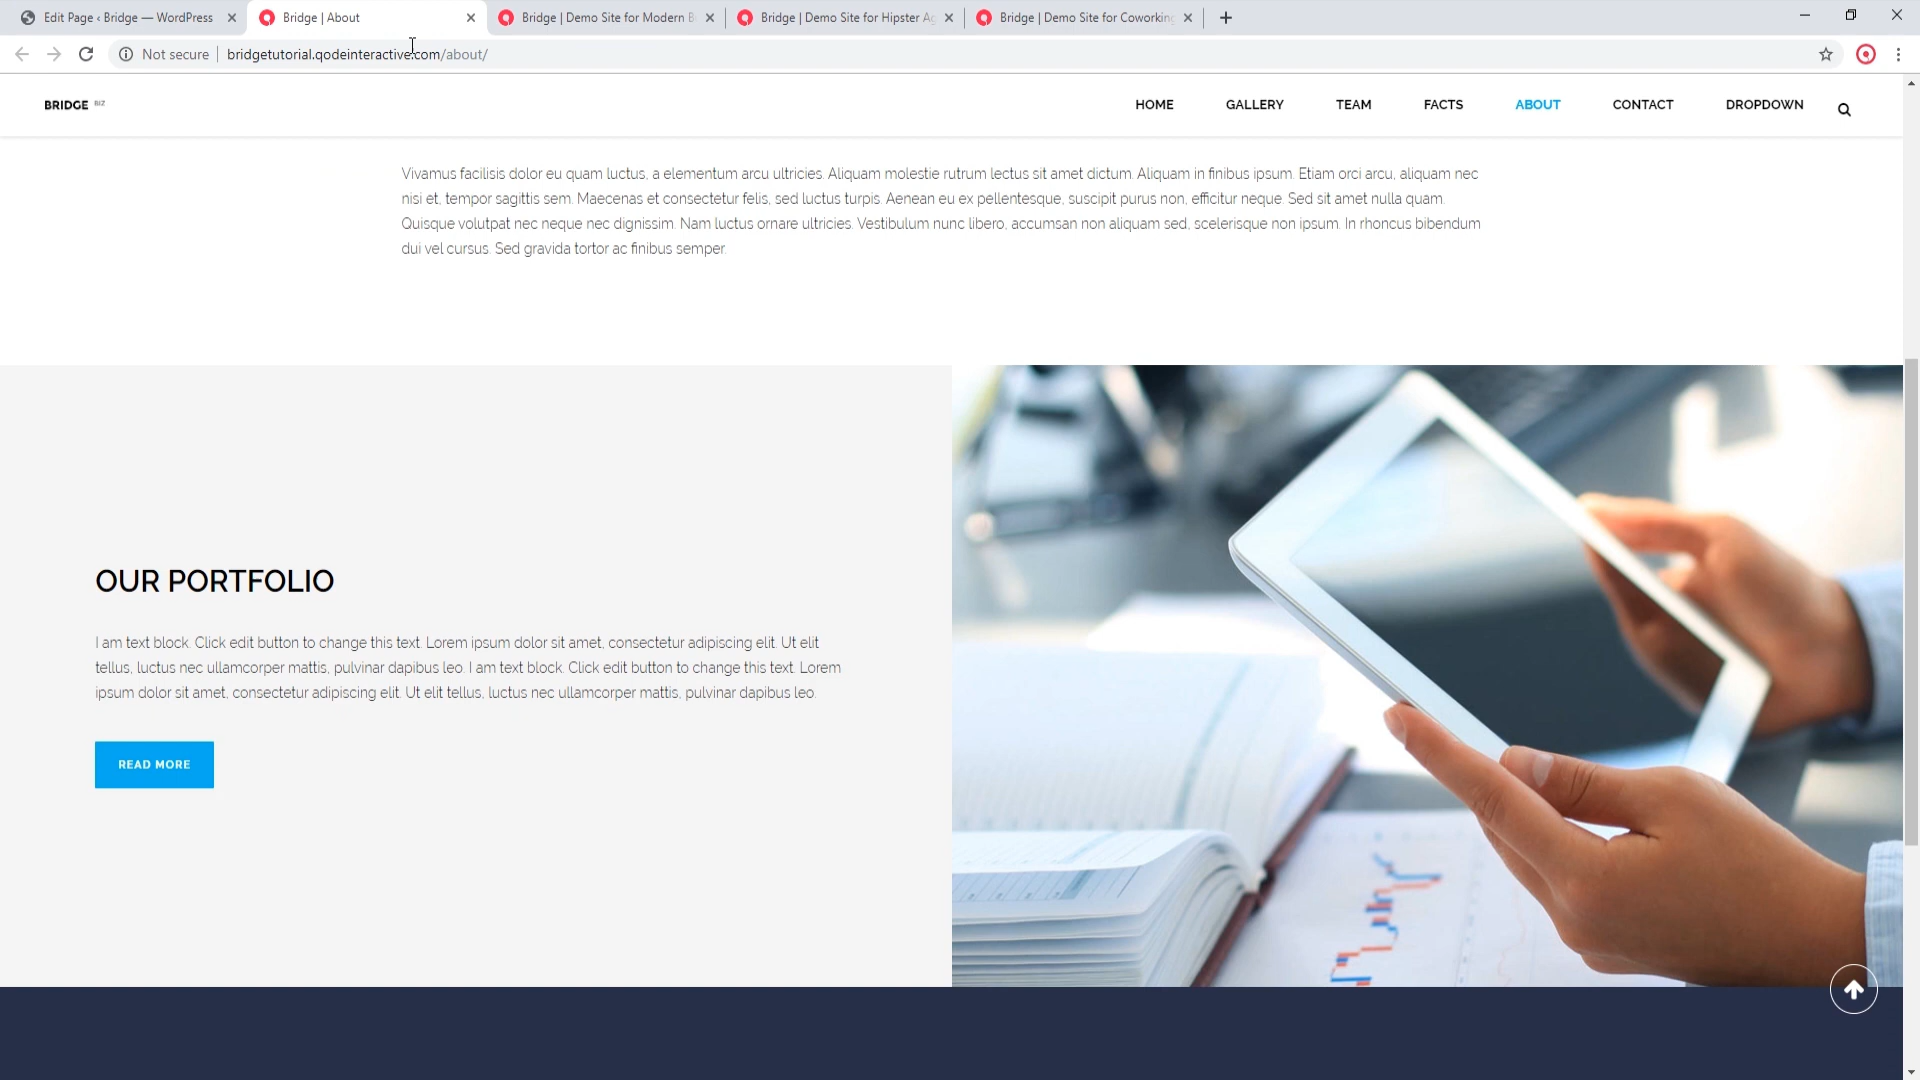 Edit Page ‹ Bridge — WordPress
Bridge | About
Bridge | Demo Site for Modern B
Bridge | Demo Site for Hipster Ag
Bridge | Demo Site for Coworking
Not secure
bridgetutorial.qodeinteractive.com/about/
BRIDGE BIZ
HOME
GALLERY
TEAM
FACTS
ABOUT
CONTACT
DROPDOWN
Vivamus facilisis dolor eu quam luctus, a elementum arcu ultricies. Aliquam molestie rutrum lectus sit amet dictum. Aliquam in finibus ipsum. Etiam orci arcu, aliquam nec
nisi et, tempor sagittis sem. Maecenas et consectetur felis, sed luctus turpis. Aenean eu ex pellentesque, suscipit purus non, efficitur neque. Sed sit amet nulla quam.
Quisque volutpat nec neque nec dignissim. Nam luctus ornare ultricies. Vestibulum nunc libero, accumsan non aliquam sed, scelerisque non ipsum. In rhoncus bibendum
dui vel cursus. Sed gravida tortor ac finibus semper.
OUR PORTFOLIO
I am text block. Click edit button to change this text. Lorem ipsum dolor sit amet, consectetur adipiscing elit. Ut elit
tellus, luctus nec ullamcorper mattis, pulvinar dapibus leo. I am text block. Click edit button to change this text. Lorem
ipsum dolor sit amet, consectetur adipiscing elit. Ut elit tellus, luctus nec ullamcorper mattis, pulvinar dapibus leo.
READ MORE